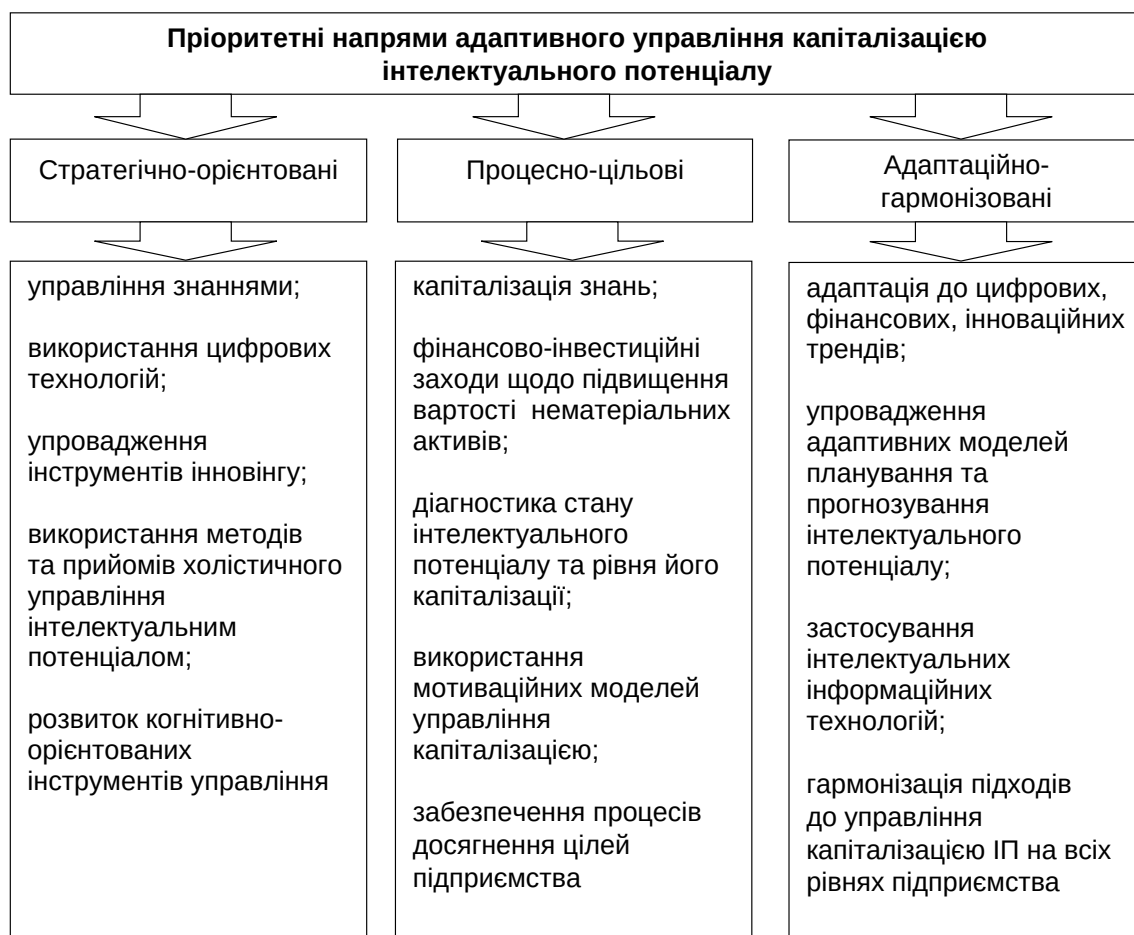 Пріоритетні напрями адаптивного управління капіталізацією
інтелектуального потенціалу
Стратегічно-орієнтовані
Процесно-цільові
Адаптаційно-
гармонізовані
управління знаннями;
використання цифрових
технологій;
упровадження
інструментів інновінгу;
використання методів
та прийомів холістичного
управління
інтелектуальним
потенціалом;
розвиток когнітивно-
орієнтованих
інструментів управління
капіталізація знань;
фінансово-інвестиційні
заходи щодо підвищення
вартості нематеріальних
активів;
діагностика стану
інтелектуального
потенціалу та рівня його
капіталізації;
використання
мотиваційних моделей
управління
капіталізацією;
забезпечення процесів
досягнення цілей
підприємства
адаптація до цифрових,
фінансових, інноваційних
трендів;
упровадження
адаптивних моделей
планування та
прогнозування
інтелектуального
потенціалу;
застосування
інтелектуальних
інформаційних
технологій;
гармонізація підходів
до управління
капіталізацією ІП на всіх
рівнях підприємства